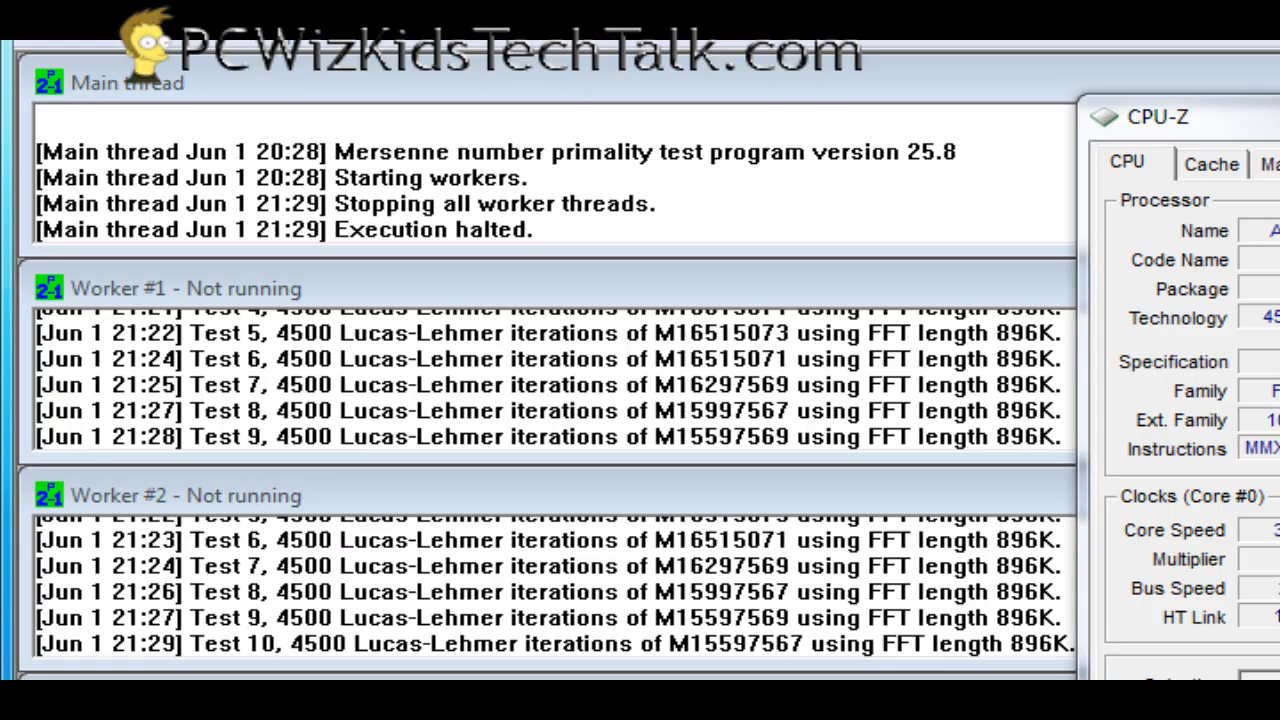 PCWizKidsTechTalk.com
Main thread
[Main thread Jun 1 20:28] Mersenne number primality test program version 25.8
[Main thread Jun 1 20:28] Starting workers.
[Main thread Jun 1 21:29] Stopping all worker threads.
[Main thread Jun 1 21:29] Execution halted.
Worker #1 - Not running
[Jun 1 21:22] Test 5, 4500 Lucas-Lehmer iterations of M16515073 using FFT length 896K.
[Jun 1 21:24] Test 6, 4500 Lucas-Lehmer iterations of M16515071 using FFT length 896K.
[Jun 1 21:25] Test 7, 4500 Lucas-Lehmer iterations of M16297569 using FFT length 896K.
[Jun 1 21:27] Test 8, 4500 Lucas-Lehmer iterations of M15997567 using FFT length 896K.
[Jun 1 21:28] Test 9, 4500 Lucas-Lehmer iterations of M15597569 using FFT length 896K.
Worker #2 - Not running
[Jun 1 21:23] Test 6, 4500 Lucas-Lehmer iterations of M16515071 using FFT length 896K.
[Jun 1 21:24] Test 7, 4500 Lucas-Lehmer iterations of M16297569 using FFT length 896K.
[Jun 1 21:26] Test 8, 4500 Lucas-Lehmer iterations of M15997567 using FFT length 896K.
[Jun 1 21:27] Test 9, 4500 Lucas-Lehmer iterations of M15597569 using FFT length 896K.
[Jun 1 21:29] Test 10, 4500 Lucas-Lehmer iterations of M15597567 using FFT length 896K.
CPU-Z
CPU Cache
Processor
Name
Code Name
Package
Technology 45
Specification
Family
Ext. Family 10
Instructions MMX
Clocks (Core #0)
Core Speed
Multiplier
Bus Speed
HT Link